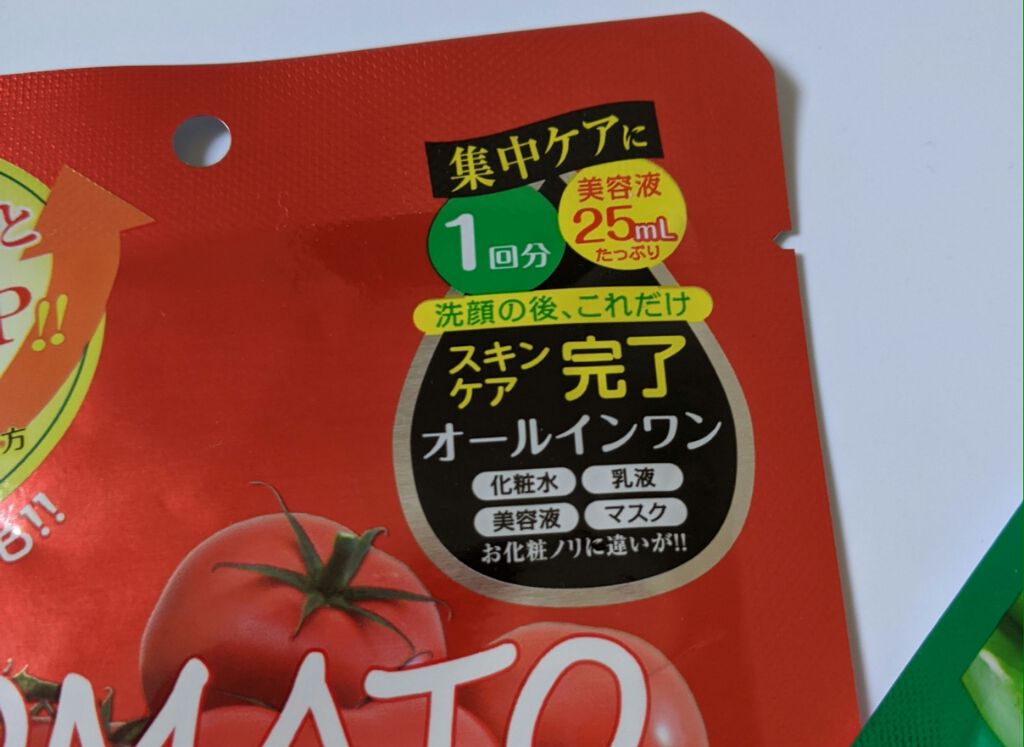 集中ケアに
1回分
美容液
25mL
たっぷり
洗顔の後、これだけ
スキンケア 完了
オールインワン
化粧水 乳液
美容液 マスク
お化粧ノリに違いが!!
と
P!!
方
g!!
OMATO